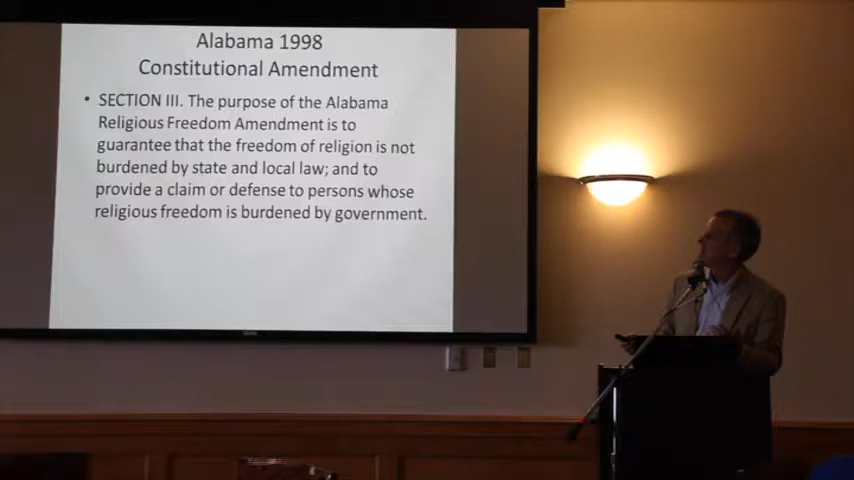 Alabama 1998
Constitutional Amendment
• SECTION III. The purpose of the Alabama
Religious Freedom Amendment is to
guarantee that the freedom of religion is not
burdened by state and local law; and to
provide a claim or defense to persons whose
religious freedom is burdened by government.